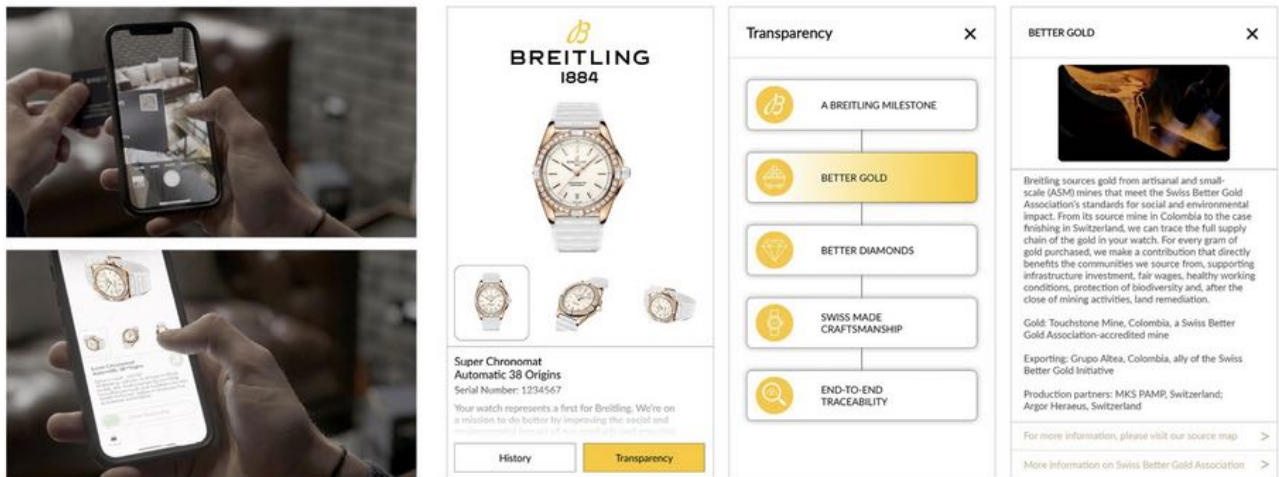 BREITLING
1884
Super Chronomat
Automatic 38 Origins
Serial Number: 1234567
Your watch represents a first for Breitling. We're on
a mission to do better by improving the social and
History
Transparency
Transparency
A BREITLING MILESTONE
BETTER GOLD
BETTER DIAMONDS
SWISS MADE
CRAFTSMANSHIP
END-TO-END
TRACEABILITY
BETTER GOLD
Breitling sources gold from artisanal and small-
scale (ASM) mines that meet the Swiss Better Gold
Association's standards for social and environmental
impact. From its source mine in Colombia to the case
finishing in Switzerland, we can trace the full supply
chain of the gold in your watch. For every gram of
gold purchased, we make a contribution that directly
benefits the communities we source from, supporting
infrastructure investment, fair wages, healthy working
conditions, protection of biodiversity and, after the
close of mining activities, land remediation.
Gold: Touchstone Mine, Colombia, a Swiss Better
Gold Association-accredited mine
Exporting: Grupo Altea, Colombia, ally of the Swiss
Better Gold Initiative
Production partners: MKS PAMP, Switzerland;
Argor Heraeus, Switzerland
For more information, please visit our source map
More information on Swiss Better Gold Association